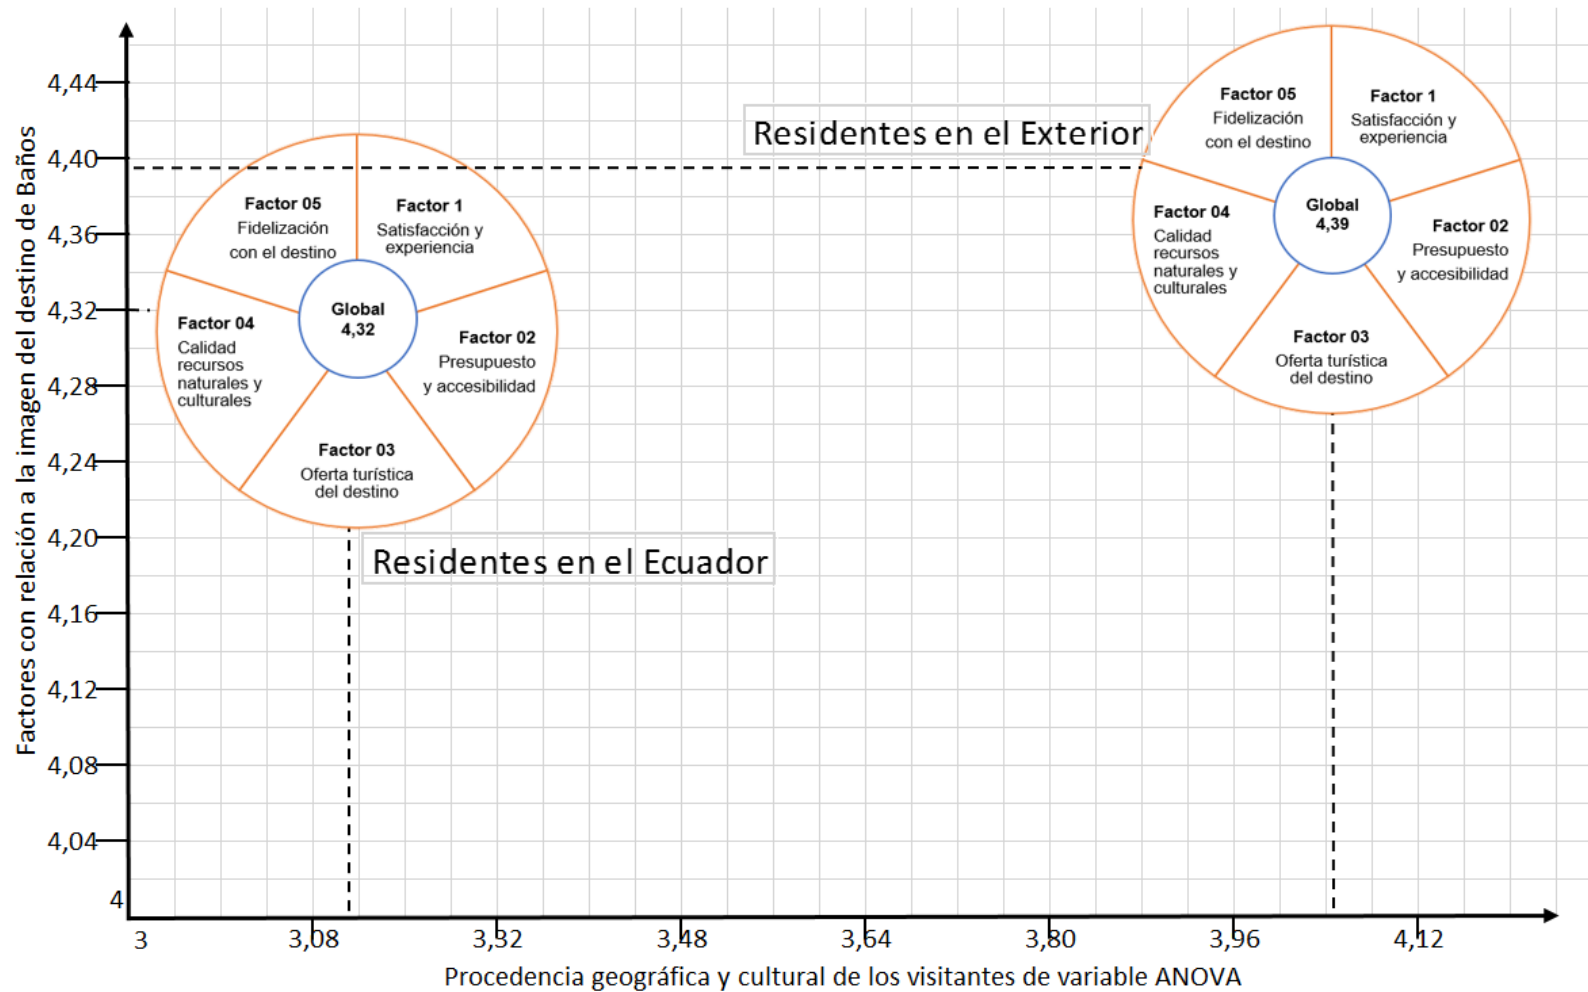 Factores con relación a la imagen del destino de Baños
4,44
4,40
4,36
4,32
4,28
4,24
4,20
4,16
4,12
4,08
4,04
4
Residentes en el Exterior
Factor 05
Fidelización
con el destino
Factor 1
Satisfacción y
experiencia
Factor 04
Calidad
recursos
naturales y
culturales
Global
4,39
Factor 02
Presupuesto
y accesibilidad
Factor 03
Oferta turística
del destino
Factor 05
Fidelización
con el destino
Factor 1
Satisfacción y
experiencia
Factor 04
Calidad
recursos
naturales y
culturales
Global
4,32
Factor 02
Presupuesto
y accesibilidad
Factor 03
Oferta turística
del destino
Residentes en el Ecuador
3
3,08
3,32
3,48
3,64
3,80
3,96
4,12
Procedencia geográfica y cultural de los visitantes de variable ANOVA